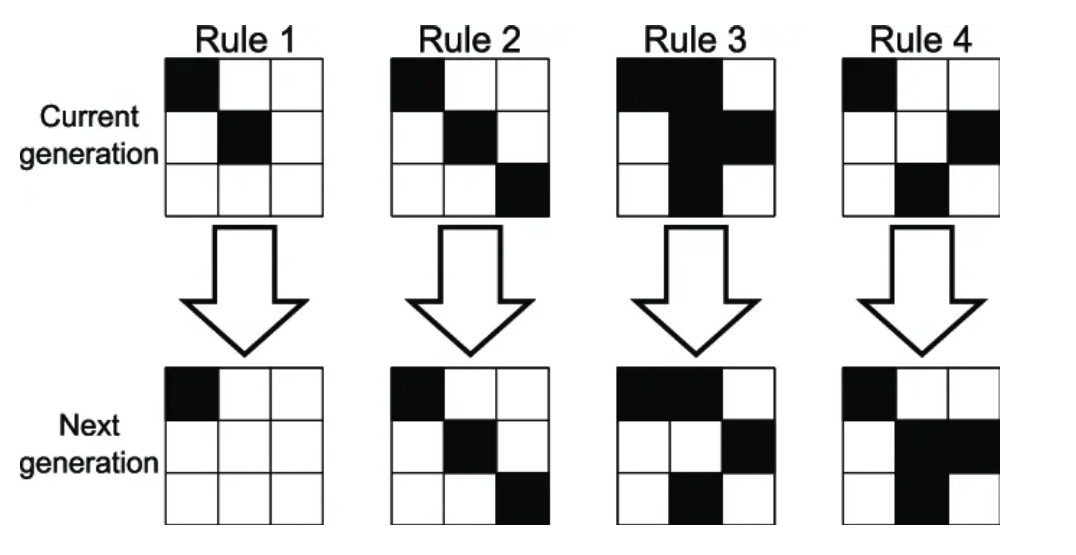 Rule 1
Rule 2
Rule 3
Rule 4
Current
generation
Next
generation